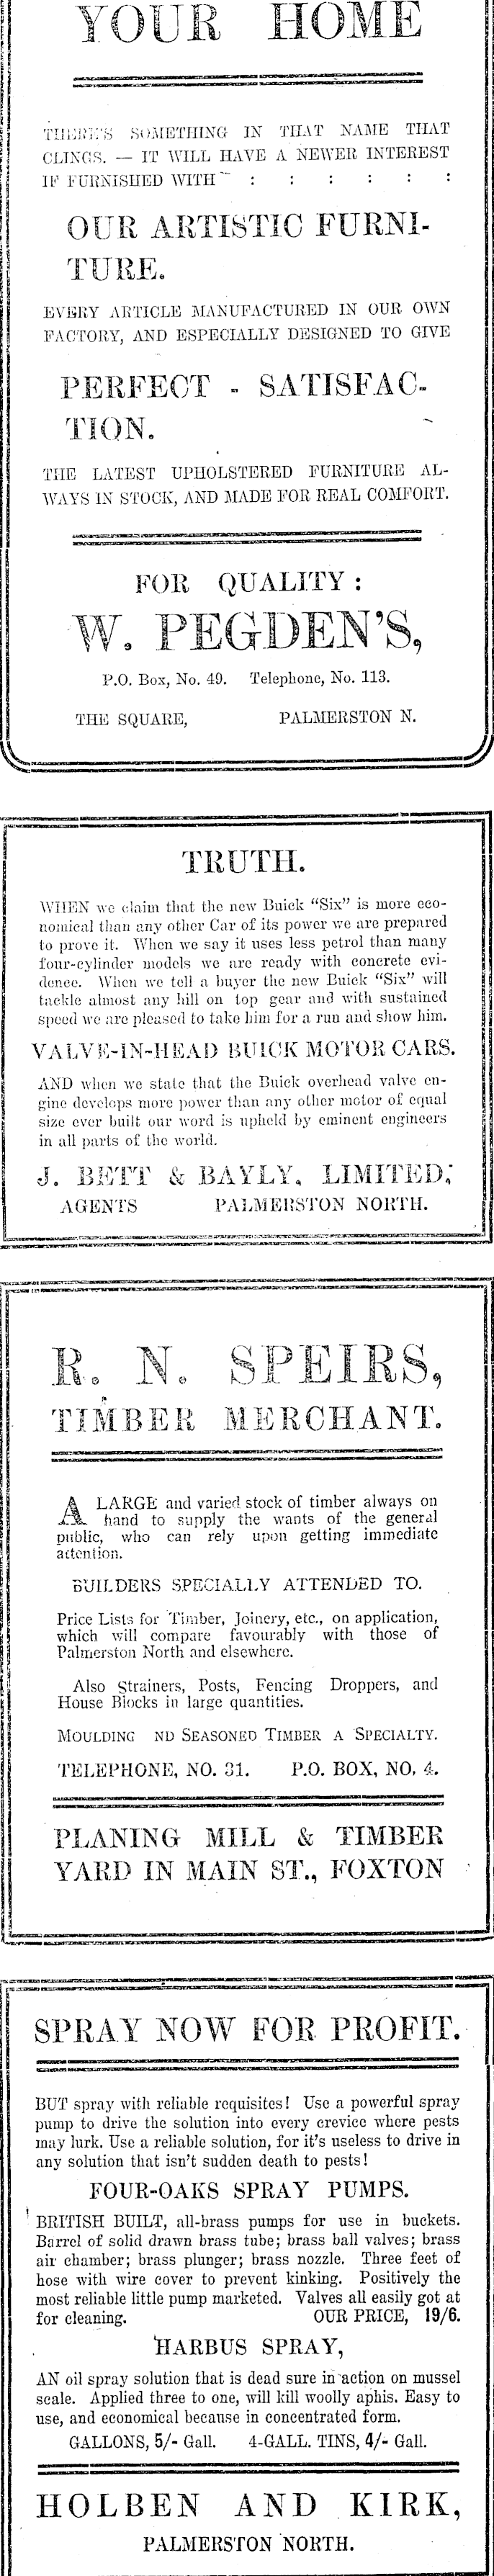 YOUR HOME
THERE'S SOMETHING IN THAT NAME THAT
CLINGS. — IT WILL HAVE A NEWER INTEREST
IF FURNISHED WITH : : : : : :
OUR ARTISTIC FURNI-
TURE.
EVERY ARTICLE MANUFACTURED IN OUR OWN
FACTORY, AND ESPECIALLY DESIGNED TO GIVE
PERFECT - SATISFAC-
TION.
THE LATEST UPHOLSTERED FURNITURE AL-
WAYS IN STOCK, AND MADE FOR REAL COMFORT.
FOR QUALITY :
W. PEGDEN'S,
P.O. Box, No. 49. Telephone, No. 113.
THE SQUARE, PALMERSTON N.
TRUTH.
WHEN we claim that the new Buick "Six" is more eco-
nomical than any other Car of its power we are prepared
to prove it. When we say it uses less petrol than many
four-cylinder models we are ready with concrete evi-
dence. When we tell a buyer the new Buick "Six" will
tackle almost any hill on top gear and with sustained
speed we are pleased to take him for a run and show him.
VALVE-IN-HEAD BUICK MOTOR CARS.
AND when we state that the Buick overhead valve en-
gine develops more power than any other motor of equal
size ever built our word is upheld by eminent engineers
in all parts of the world.
J. BETT & BAYLY, LIMITED,
AGENTS PALMERSTON NORTH.
R. N. SPEIRS,
TIMBER MERCHANT.
A LARGE and varied stock of timber always on
hand to supply the wants of the general
public, who can rely upon getting immediate
attention.
BUILDERS SPECIALLY ATTENDED TO.
Price Lists for Timber, Joinery, etc., on application,
which will compare favourably with those of
Palmerston North and elsewhere.
Also Strainers, Posts, Fencing Droppers, and
House Blocks in large quantities.
MOULDING ND SEASONED TIMBER A SPECIALTY.
TELEPHONE, NO. 31. P.O. BOX, NO. 4.
PLANING MILL & TIMBER
YARD IN MAIN ST., FOXTON
SPRAY NOW FOR PROFIT.
BUT spray with reliable requisites! Use a powerful spray
pump to drive the solution into every crevice where pests
may lurk. Use a reliable solution, for it's useless to drive in
any solution that isn't sudden death to pests!
FOUR-OAKS SPRAY PUMPS.
BRITISH BUILT, all-brass pumps for use in buckets.
Barrel of solid drawn brass tube; brass ball valves; brass
air chamber; brass plunger; brass nozzle. Three feet of
hose with wire cover to prevent kinking. Positively the
most reliable little pump marketed. Valves all easily got at
for cleaning. OUR PRICE, 19/6.
HARBUS SPRAY,
AN oil spray solution that is dead sure in action on mussel
scale. Applied three to one, will kill woolly aphis. Easy to
use, and economical because in concentrated form.
GALLONS, 5/- Gall. 4-GALL. TINS, 4/- Gall.
HOLBEN AND KIRK,
PALMERSTON NORTH.